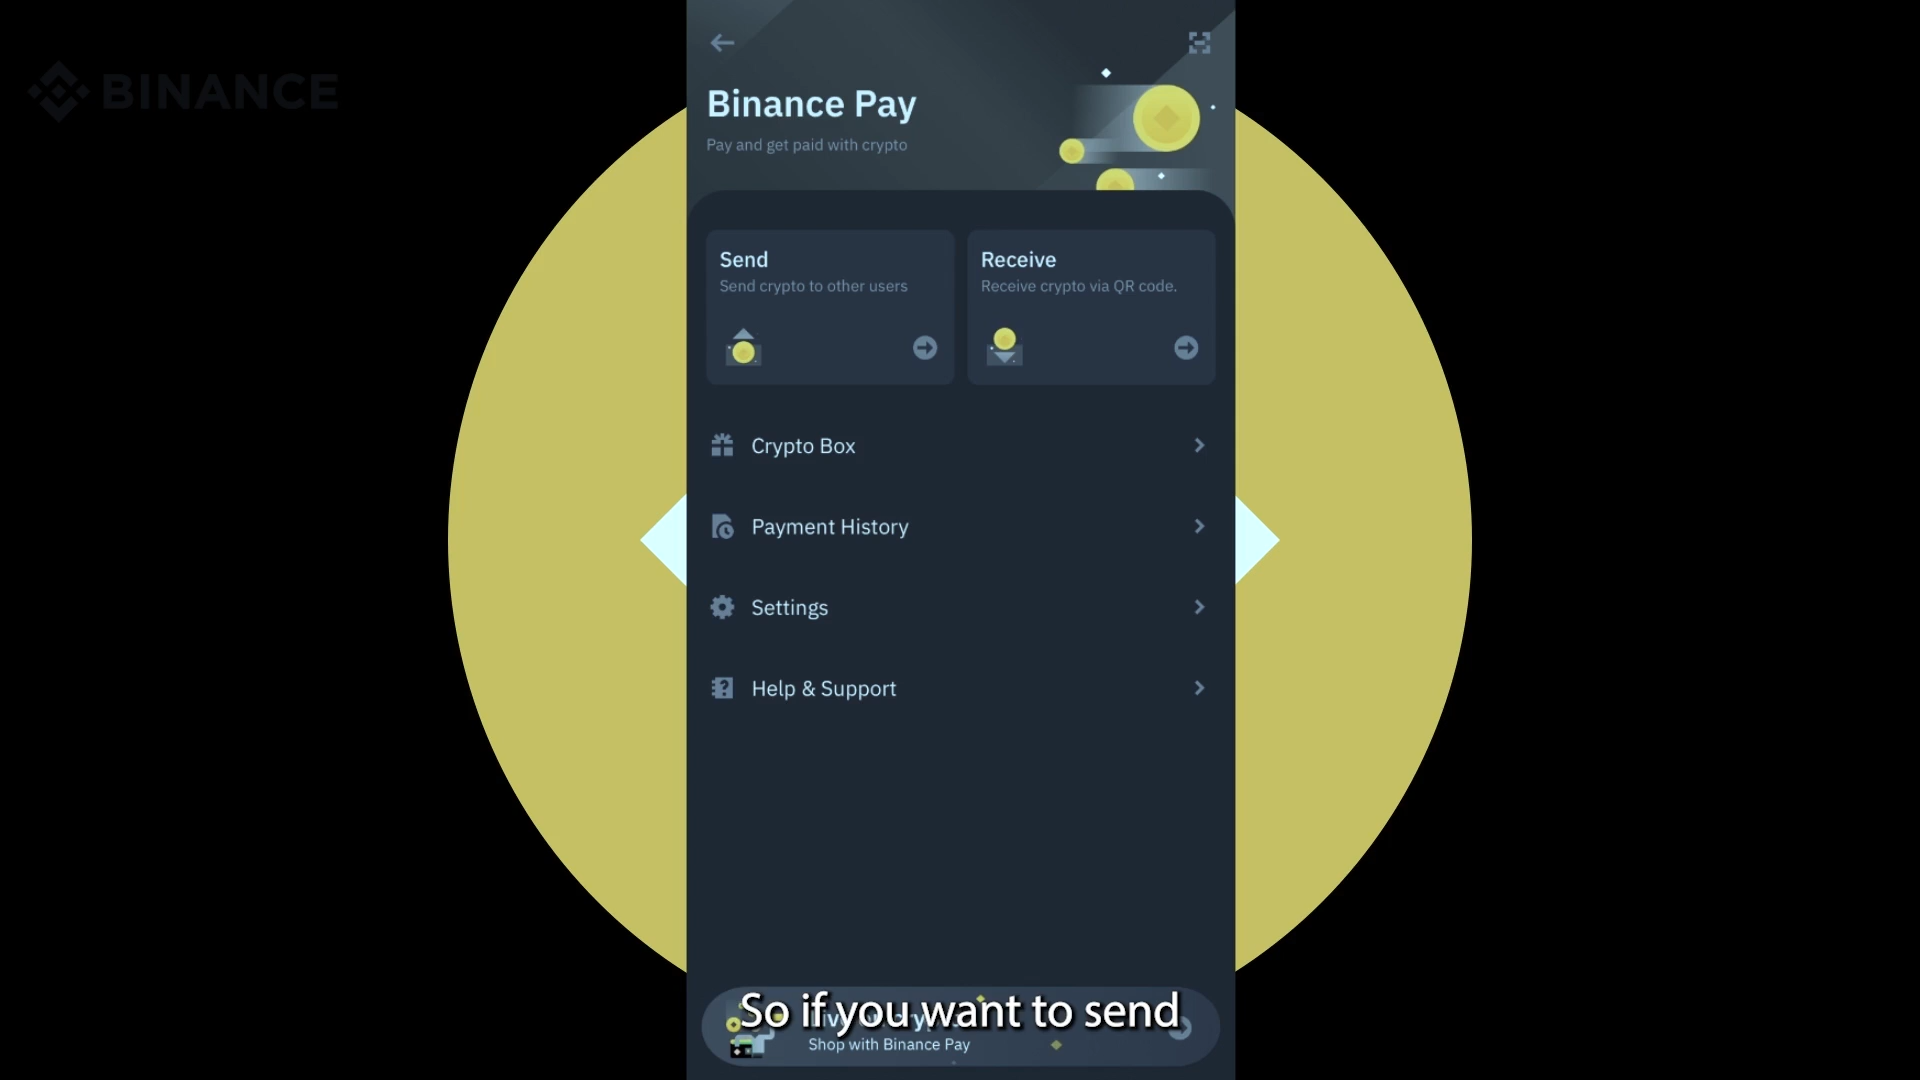 BINANCE
Binance Pay
Pay and get paid with crypto
Send
Send crypto to other users
Receive
Receive crypto via QR code.
Crypto Box
Payment History
Settings
Help & Support
So if you want to send
Shop with Binance Pay